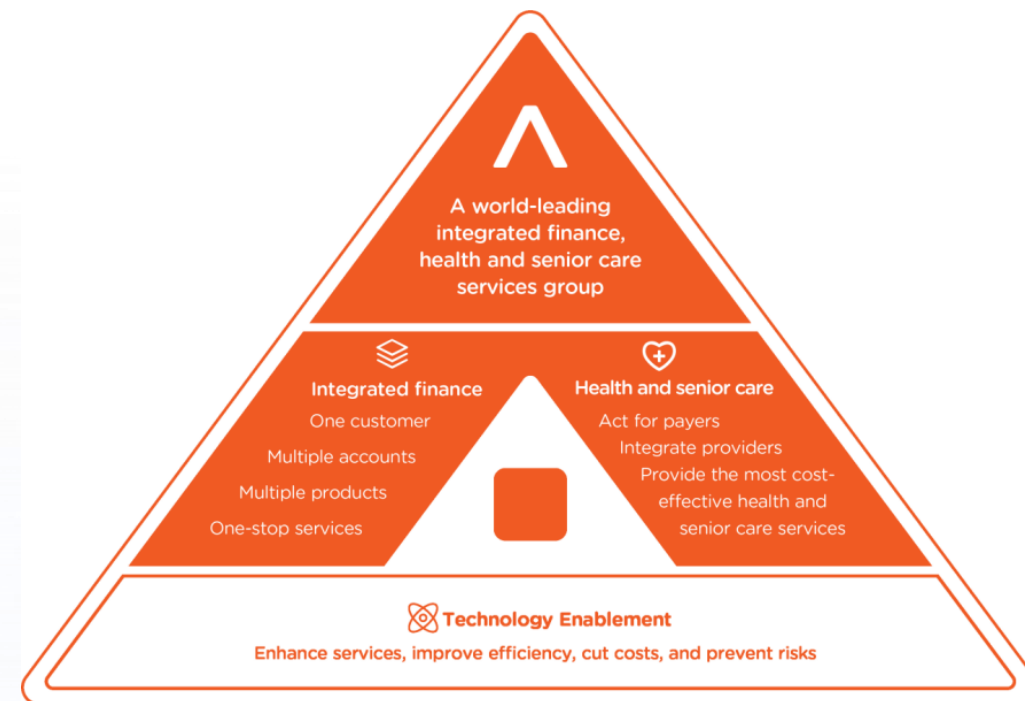 A world-leading
integrated finance,
health and senior care
services group
Integrated finance
One customer
Multiple accounts
Multiple products
One-stop services
Health and senior care
Act for payers
Integrate providers
Provide the most cost-
effective health and
senior care services
Technology Enablement
Enhance services, improve efficiency, cut costs, and prevent risks